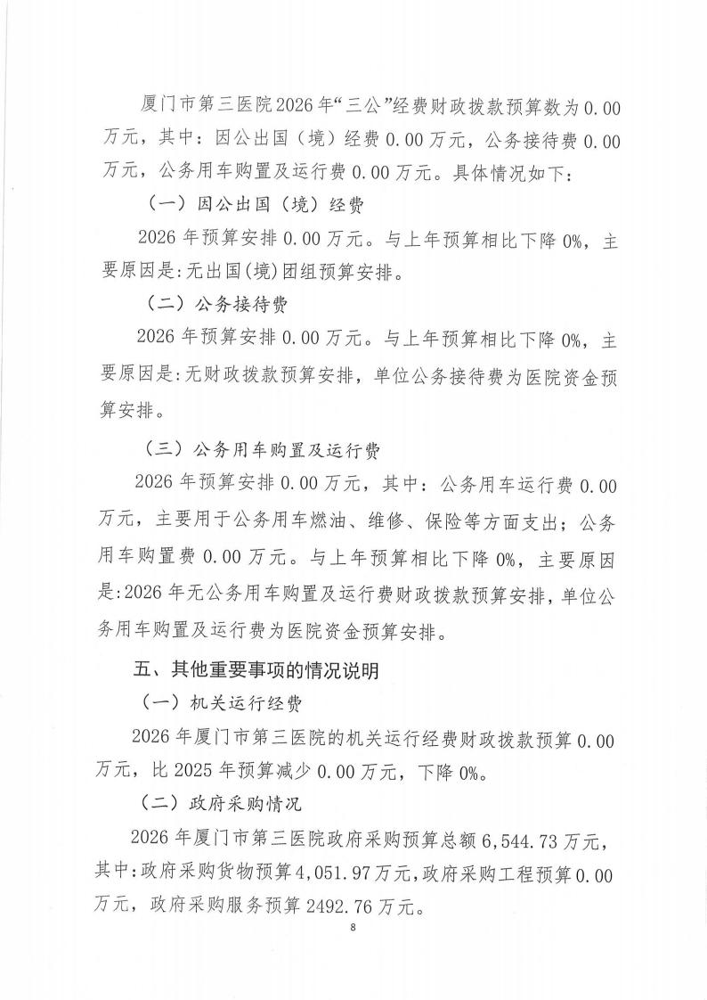 厦门市第三医院2026年“三公”经费财政拨款预算数为0.00
万元，其中：因公出国（境）经费0.00万元，公务接待费0.00
万元，公务用车购置及运行费0.00万元。具体情况如下：
（一）因公出国（境）经费
2026年预算安排0.00万元。与上年预算相比下降0%，主
要原因是:无出国(境)团组预算安排。
（二）公务接待费
2026年预算安排0.00万元。与上年预算相比下降0%，主
要原因是:无财政拨款预算安排，单位公务接待费为医院资金预
算安排。
（三）公务用车购置及运行费
2026年预算安排0.00万元，其中：公务用车运行费0.00
万元，主要用于公务用车燃油、维修、保险等方面支出；公务
用车购置费0.00万元。与上年预算相比下降0%，主要原因
是:2026年无公务用车购置及运行费财政拨款预算安排，单位公
务用车购置及运行费为医院资金预算安排。
五、其他重要事项的情况说明
（一）机关运行经费
2026年厦门市第三医院的机关运行经费财政拨款预算0.00
万元，比2025年预算减少0.00万元，下降0%。
（二）政府采购情况
2026年厦门市第三医院政府采购预算总额6,544.73万元，
其中:政府采购货物预算4,051.97万元，政府采购工程预算0.00
万元，政府采购服务预算2492.76万元。
8